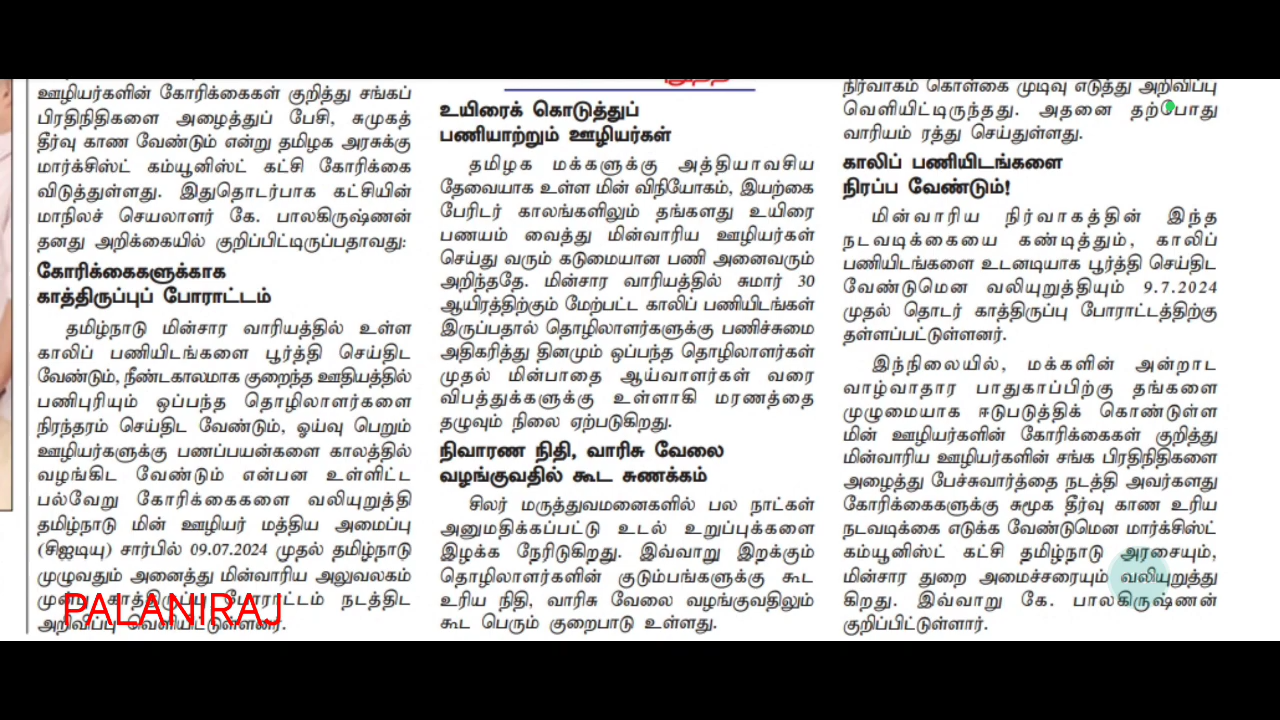 ஊழியர்களின் கோரிக்கைகள் குறித்து சங்கப்
பிரதிநிதிகளை அழைத்துப் பேசி, சுமுகத்
தீர்வு காண வேண்டும் என்று தமிழக அரசுக்கு
மார்க்சிஸ்ட் கம்யூனிஸ்ட் கட்சி கோரிக்கை
விடுத்துள்ளது. இதுதொடர்பாக கட்சியின்
மாநிலச் செயலாளர் கே. பாலகிருஷ்ணன்
தனது அறிக்கையில் குறிப்பிட்டிருப்பதாவது:
கோரிக்கைகளுக்காக
காத்திருப்புப் போராட்டம்
தமிழ்நாடு மின்சார வாரியத்தில் உள்ள
காலிப் பணியிடங்களை பூர்த்தி செய்திட
வேண்டும், நீண்டகாலமாக குறைந்த ஊதியத்தில்
பணிபுரியும் ஒப்பந்த தொழிலாளர்களை
நிரந்தரம் செய்திட வேண்டும், ஓய்வு பெறும்
ஊழியர்களுக்கு பணப்பயன்களை காலத்தில்
வழங்கிட வேண்டும் என்பன உள்ளிட்ட
பல்வேறு கோரிக்கைகளை வலியுறுத்தி
தமிழ்நாடு மின் ஊழியர் மத்திய அமைப்பு
(சிஐடியு) சார்பில் 09.07.2024 முதல் தமிழ்நாடு
முழுவதும் அனைத்து மின்வாரிய அலுவலகம்
போராட்டம் நடத்திட
அறிவிப்பு வெளியிட்டுள்ளனர்.
PALANIRAJ
உயிரைக் கொடுத்துப்
பணியாற்றும் ஊழியர்கள்
தமிழக மக்களுக்கு அத்தியாவசிய
தேவையாக உள்ள மின் விநியோகம், இயற்கை
பேரிடர் காலங்களிலும் தங்களது உயிரை
பணயம் வைத்து மின்வாரிய ஊழியர்கள்
செய்து வரும் கடுமையான பணி அனைவரும்
அறிந்ததே. மின்சார வாரியத்தில் சுமார் 30
ஆயிரத்திற்கும் மேற்பட்ட காலிப் பணியிடங்கள்
இருப்பதால் தொழிலாளர்களுக்கு பணிச்சுமை
அதிகரித்து தினமும் ஒப்பந்த தொழிலாளர்கள்
முதல் மின்பாதை ஆய்வாளர்கள் வரை
விபத்துக்களுக்கு உள்ளாகி மரணத்தை
தழுவும் நிலை ஏற்படுகிறது.
நிவாரண நிதி, வாரிசு வேலை
வழங்குவதில் கூட சுணக்கம்
சிலர் மருத்துவமனைகளில் பல நாட்கள்
அனுமதிக்கப்பட்டு உடல் உறுப்புக்களை
இழக்க நேரிடுகிறது. இவ்வாறு இறக்கும்
தொழிலாளர்களின் குடும்பங்களுக்கு கூட
உரிய நிதி, வாரிசு வேலை வழங்குவதிலும்
கூட பெரும் குறைபாடு உள்ளது.
நிர்வாகம் கொள்கை முடிவு எடுத்து அறிவிப்பு
வெளியிட்டிருந்தது. அதனை தற்போது
வாரியம் ரத்து செய்துள்ளது.
காலிப் பணியிடங்களை
நிரப்ப வேண்டும்!
மின்வாரிய நிர்வாகத்தின் இந்த
நடவடிக்கையை கண்டித்தும், காலிப்
பணியிடங்களை உடனடியாக பூர்த்தி செய்திட
வேண்டுமென வலியுறுத்தியும் 9.7.2024
முதல் தொடர் காத்திருப்பு போராட்டத்திற்கு
தள்ளப்பட்டுள்ளனர்.
இந்நிலையில், மக்களின் அன்றாட
வாழ்வாதார பாதுகாப்பிற்கு தங்களை
முழுமையாக ஈடுபடுத்திக் கொண்டுள்ள
மின் ஊழியர்களின் கோரிக்கைகள் குறித்து
மின்வாரிய ஊழியர்களின் சங்க பிரதிநிதிகளை
அழைத்து பேச்சுவார்த்தை நடத்தி அவர்களது
கோரிக்கைகளுக்கு சுமூக தீர்வு காண உரிய
நடவடிக்கை எடுக்க வேண்டுமென மார்க்சிஸ்ட்
கம்யூனிஸ்ட் கட்சி தமிழ்நாடு அரசையும்,
மின்சார துறை அமைச்சரையும் வலியுறுத்து
கிறது. இவ்வாறு கே. பாலகிருஷ்ணன்
குறிப்பிட்டுள்ளார்.